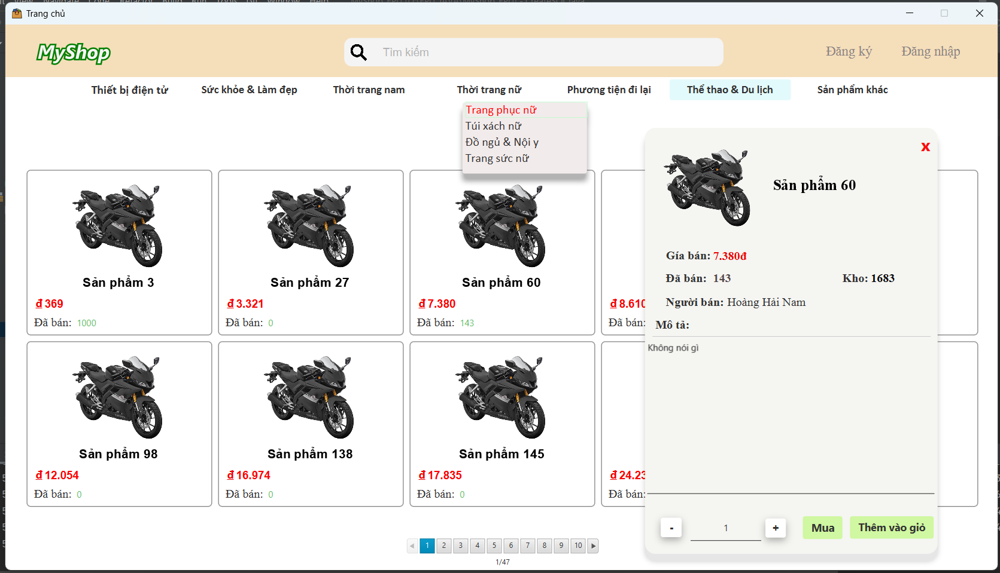 Trang chủ
MyShop
Tìm kiếm
Đăng ký
Đăng nhập
Thiết bị điện tử
Sức khỏe & Làm đẹp
Thời trang nam
Thời trang nữ
Phương tiện đi lại
Thể thao & Du lịch
Sản phẩm khác
Trang phục nữ
Túi xách nữ
Đồ ngủ & Nội y
Trang sức nữ
Sản phẩm 3
đ 369
Đã bán: 1000
Sản phẩm 27
đ 3.321
Đã bán: 0
Sản phẩm 60
đ 7.380
Đã bán: 143
đ 8.610
Đã bán:
Sản phẩm 98
đ 12.054
Đã bán: 0
Sản phẩm 138
đ 16.974
Đã bán: 0
Sản phẩm 145
đ 17.835
Đã bán: 0
đ 24.23
Đã bán:
X
Sản phẩm 60
Gía bán: 7.380đ
Đã bán: 143
Kho: 1683
Người bán: Hoàng Hải Nam
Mô tả:
Không nói gì
- 1 +
Mua
Thêm vào giỏ
1 2 3 4 5 6 7 8 9 10
1/47